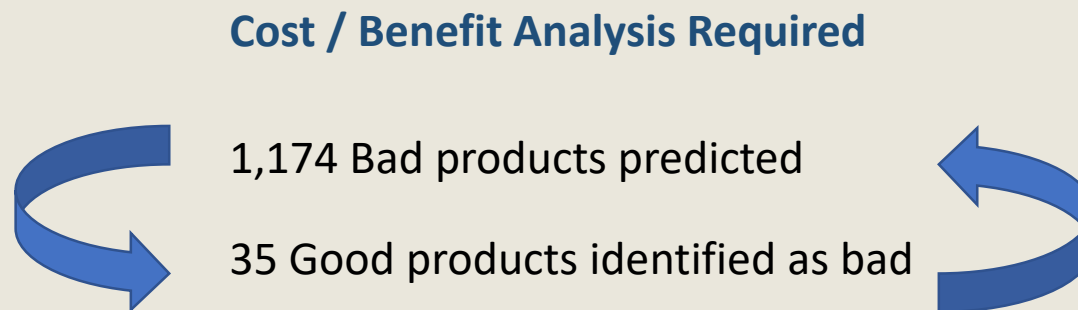 Cost / Benefit Analysis Required
1,174 Bad products predicted
35 Good products identified as bad